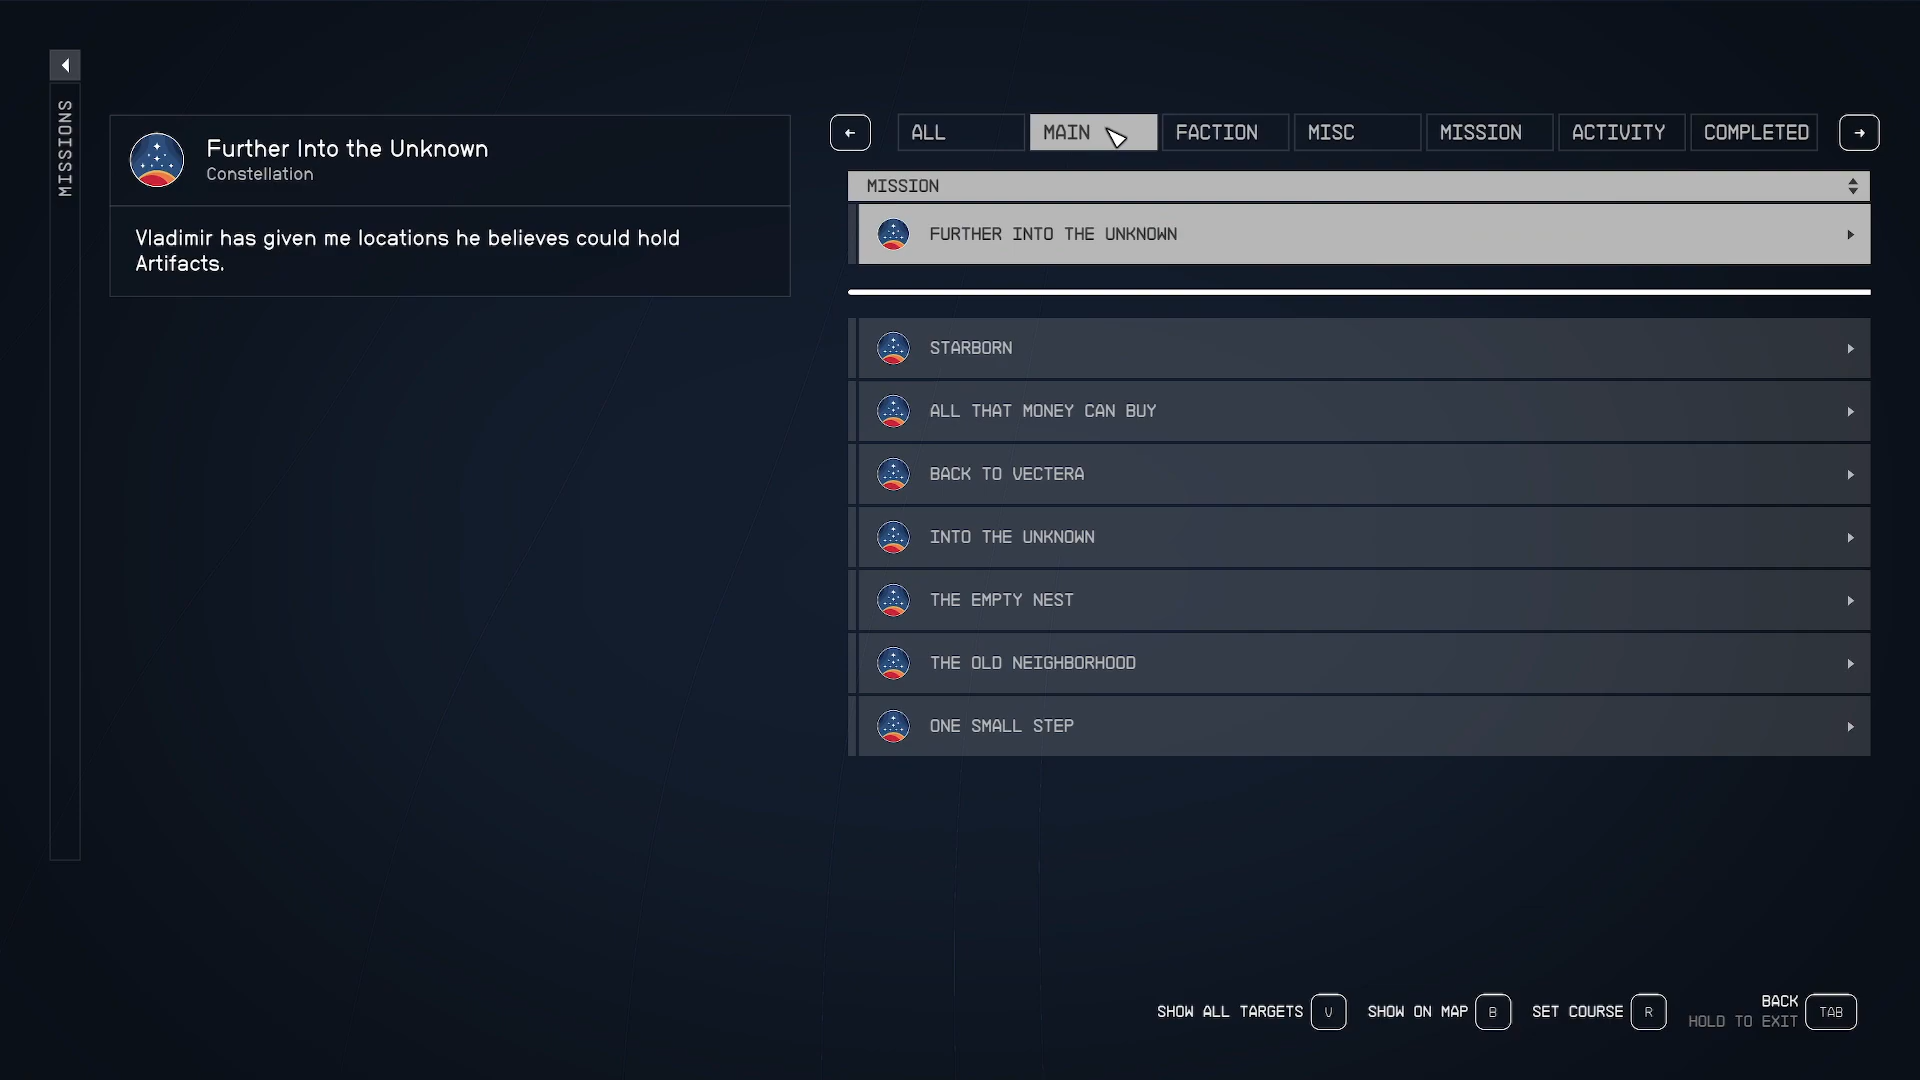 MISSIONS
Further Into the Unknown
Constellation
Vladimir has given me locations he believes could hold
Artifacts.
ALL
MAIN
FACTION
MISC
MISSION
ACTIVITY
COMPLETED
MISSION
FURTHER INTO THE UNKNOWN
STARBORN
ALL THAT MONEY CAN BUY
BACK TO VECTERA
INTO THE UNKNOWN
THE EMPTY NEST
THE OLD NEIGHBORHOOD
ONE SMALL STEP
SHOW ALL TARGETS V
SHOW ON MAP B
SET COURSE R
BACK
HOLD TO EXIT
TAB